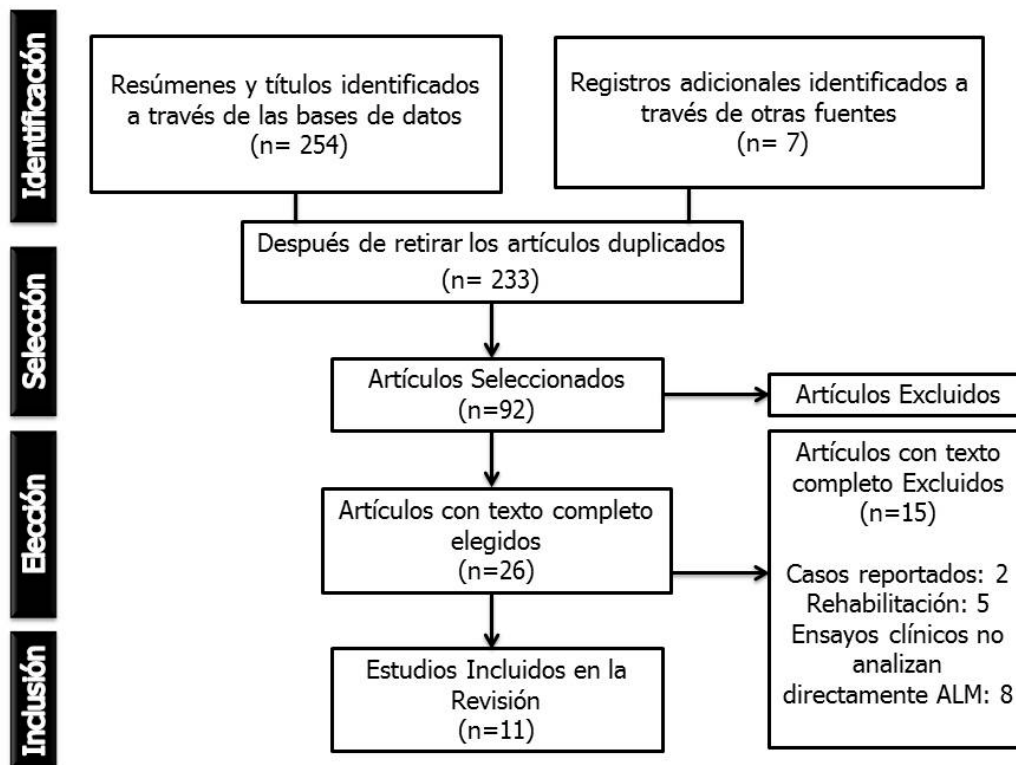 Identificación
Resúmenes y títulos identificados
a través de las bases de datos
(n= 254)
Registros adicionales identificados a
través de otras fuentes
(n= 7)
Después de retirar los artículos duplicados
(n= 233)
Selección
Artículos Seleccionados
(n=92)
Artículos Excluidos
Elección
Artículos con texto completo
elegidos
(n=26)
Artículos con texto
completo Excluidos
(n=15)
Casos reportados: 2
Rehabilitación: 5
Ensayos clínicos no
analizan
directamente ALM: 8
Inclusión
Estudios Incluidos en la
Revisión
(n=11)